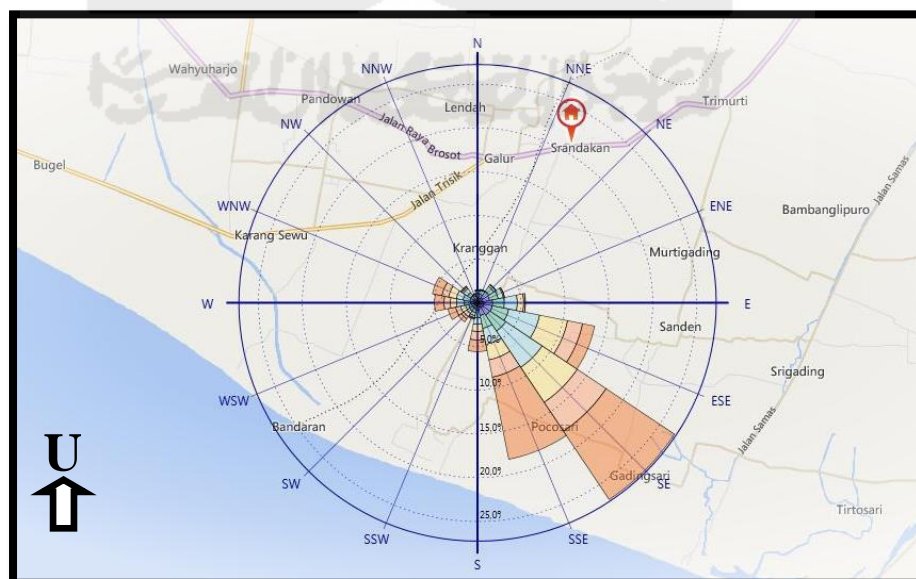 N
NNW
NNE
Wahyuharjo
Pandowan
Lendah
Trimurti
NW
NE
Jalan Raya
Brosot
Galur
Srandakan
Bugel
Jalan Trisik
Jalan Samas
WNW
ENE
Bambanglipuro
Karang Sewu
Kranggan
Murtigading
W
E
Sanden
5,0%
Srigading
10.0%
WSW
ESE
Bandaran
15.0%
Pocosari
Jalan Samas
U
20.0%
Gadingsari
SW
SE
Tirtosari
25.0%
SSW
SSE
S